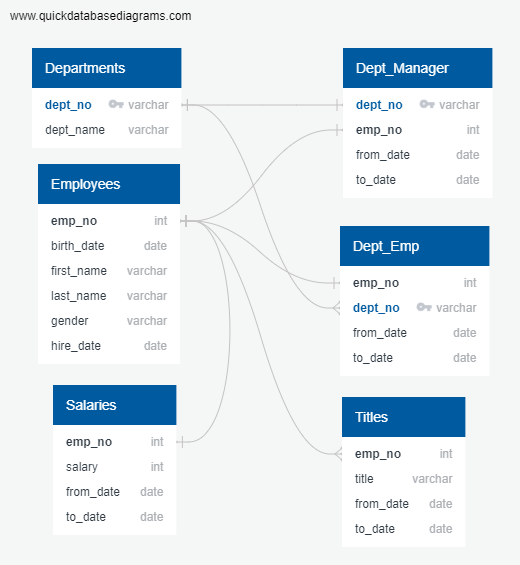 www.quickdatabasediagrams.com
Departments
dept_no varchar
dept_name varchar
Employees
emp_no int
birth_date date
first_name varchar
last_name varchar
gender varchar
hire_date date
Salaries
emp_no int
salary int
from_date date
to_date date
Dept_Manager
dept_no varchar
emp_no int
from_date date
to_date date
Dept_Emp
emp_no int
dept_no varchar
from_date date
to_date date
Titles
emp_no int
title varchar
from_date date
to_date date